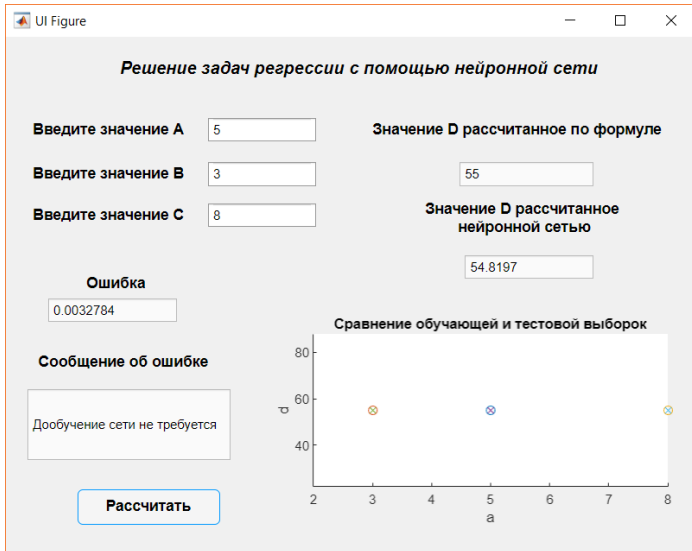 UI Figure
Решение задач регрессии с помощью нейронной сети
Введите значение A
5
Введите значение B
3
Введите значение C
8
Значение D рассчитанное по формуле
55
Значение D рассчитанное
нейронной сетью
54.8197
Ошибка
0.0032784
Сообщение об ошибке
Дообучение сети не требуется
Рассчитать
Сравнение обучающей и тестовой выборок
80
60
40
d
2 3 4 5 6 7 8
a